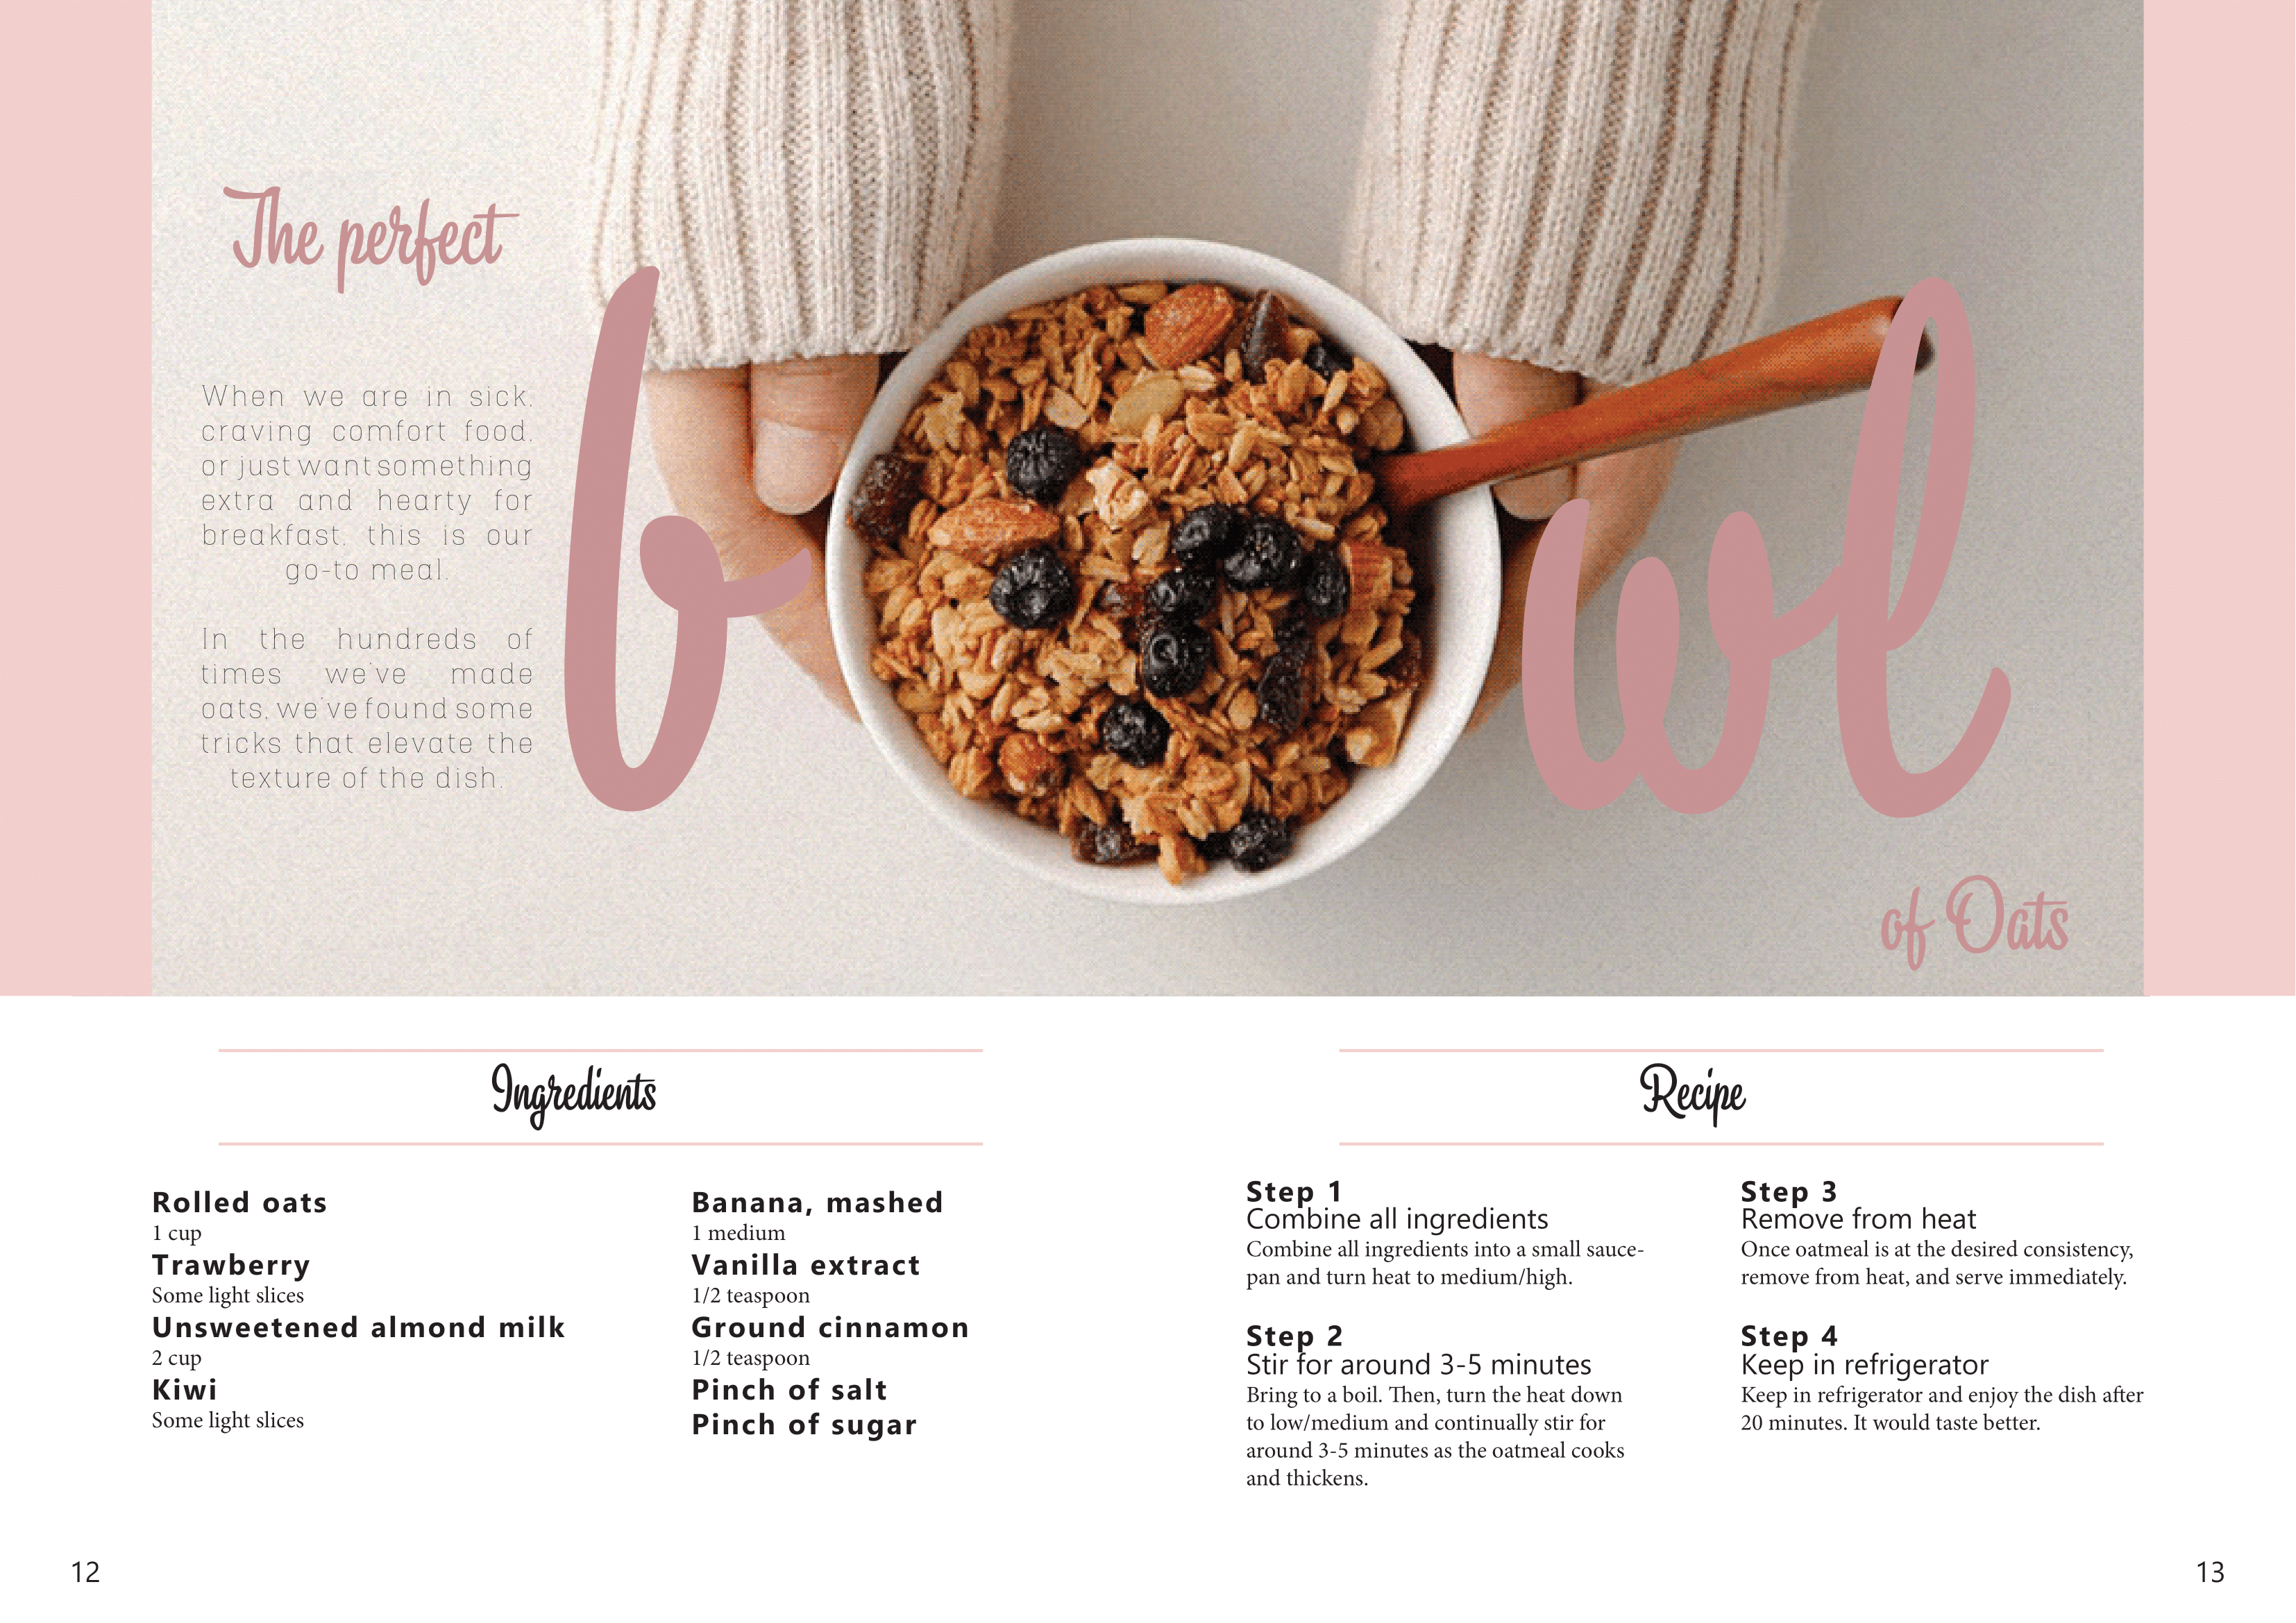 The perfect
When we are in sick,
craving comfort food,
or just want something
extra and hearty for
breakfast, this is our
go-to meal.
In the hundreds of
times we've made
oats, we've found some
tricks that elevate the
texture of the dish.
b wl
of Oats
Ingredients
Rolled oats
1 cup
Trawberry
Some light slices
Unsweetened almond milk
2 cup
Kiwi
Some light slices
Banana, mashed
1 medium
Vanilla extract
1/2 teaspoon
Ground cinnamon
1/2 teaspoon
Pinch of salt
Pinch of sugar
12
Recipe
Step 1
Combine all ingredients
Combine all ingredients into a small sauce-
pan and turn heat to medium/high.
Step 2
Stir for around 3-5 minutes
Bring to a boil. Then, turn the heat down
to low/medium and continually stir for
around 3-5 minutes as the oatmeal cooks
and thickens.
Step 3
Remove from heat
Once oatmeal is at the desired consistency,
remove from heat, and serve immediately.
Step 4
Keep in refrigerator
Keep in refrigerator and enjoy the dish after
20 minutes. It would taste better.
13